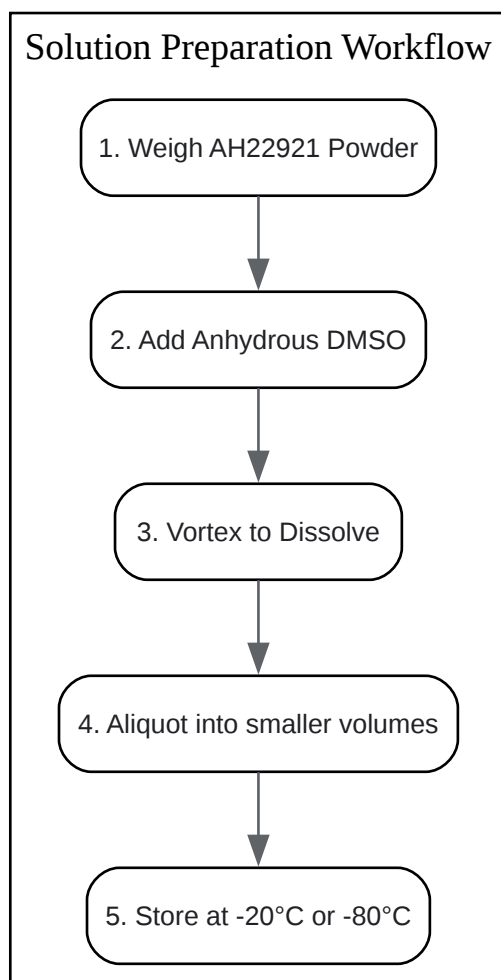 Solution Preparation Workflow
1. Weigh AH22921 Powder
2. Add Anhydrous DMSO
3. Vortex to Dissolve
4. Aliquot into smaller volumes
5. Store at -20°C or -80°C